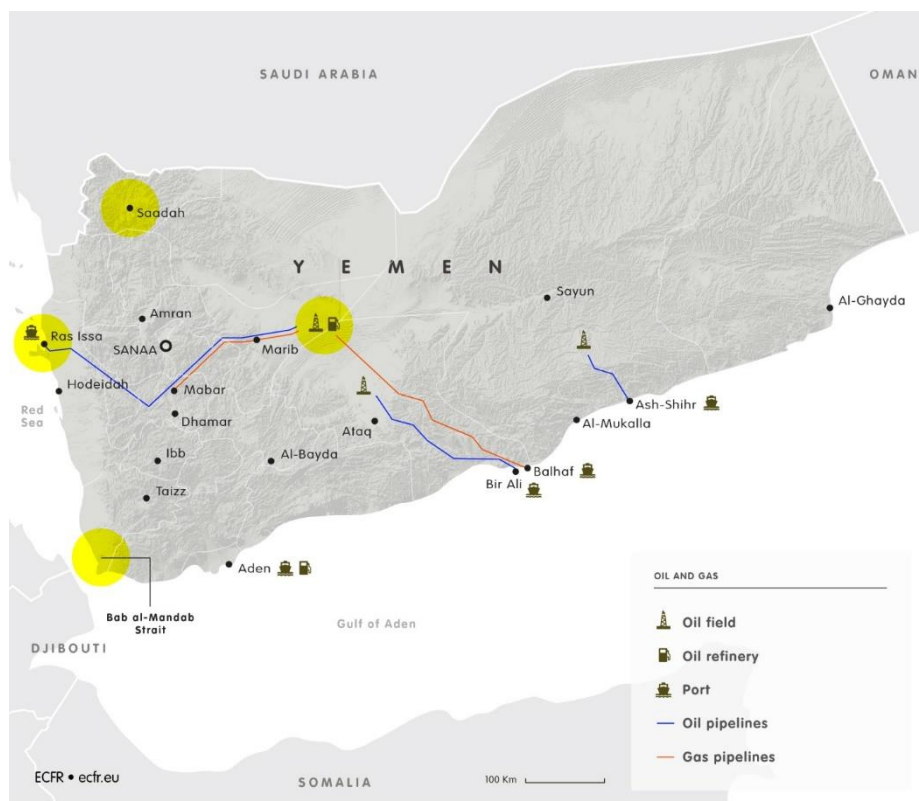 SAUDI ARABIA
OMAN
Saadah
Y E M E N
Sayun
Al-Ghayda
Amran
Ras Issa
SANAA
Marib
Hodeidah
Mabar
Red
Sea
Dhamar
Ash-Shihr
Ataq
Al-Mukalla
Ibb
Al-Bayda
Balhaf
Bir Ali
Taizz
Aden
Bab al-Mandab
Strait
Gulf of Aden
DJIBOUTI
OIL AND GAS
Oil field
Oil refinery
Port
Oil pipelines
Gas pipelines
ECFR • ecfr.eu
SOMALIA
100 Km